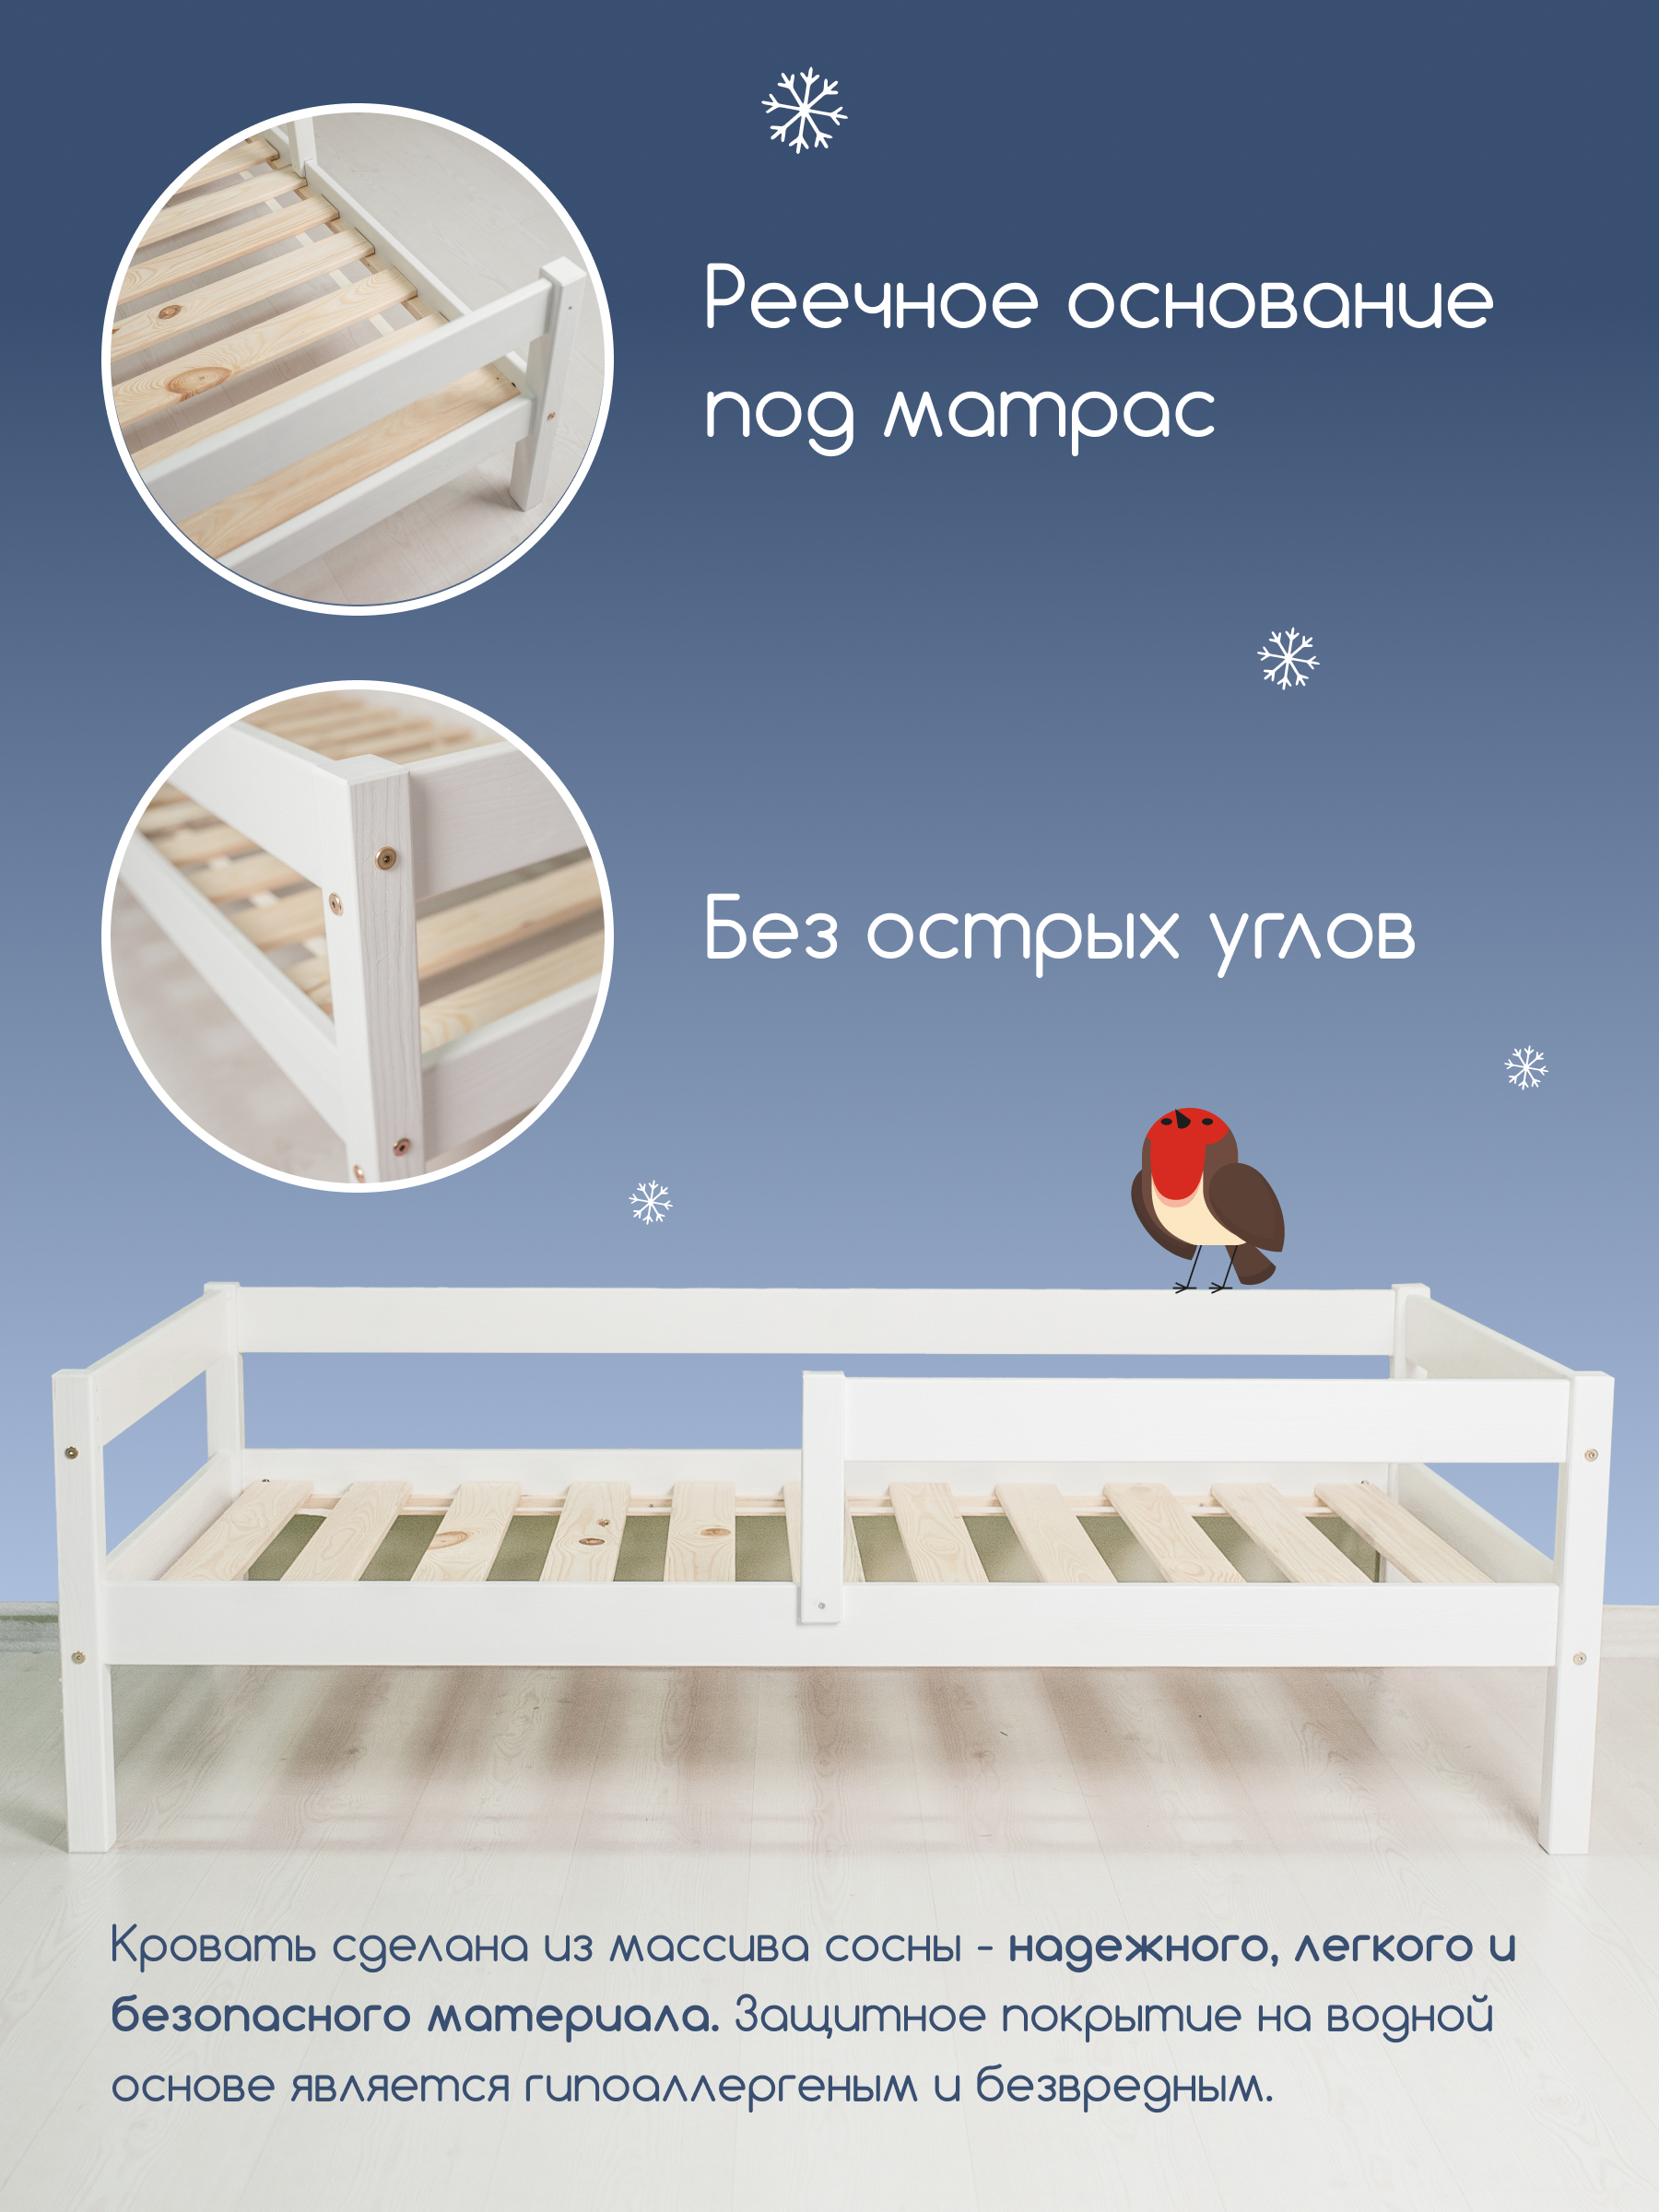 Реечное основание
под матрас
Без острых углов
Кровать сделана из массива сосны - надежного, легкого и
безопасного материала. Защитное покрытие на водной
основе является гипоаллергеным и безвредным.